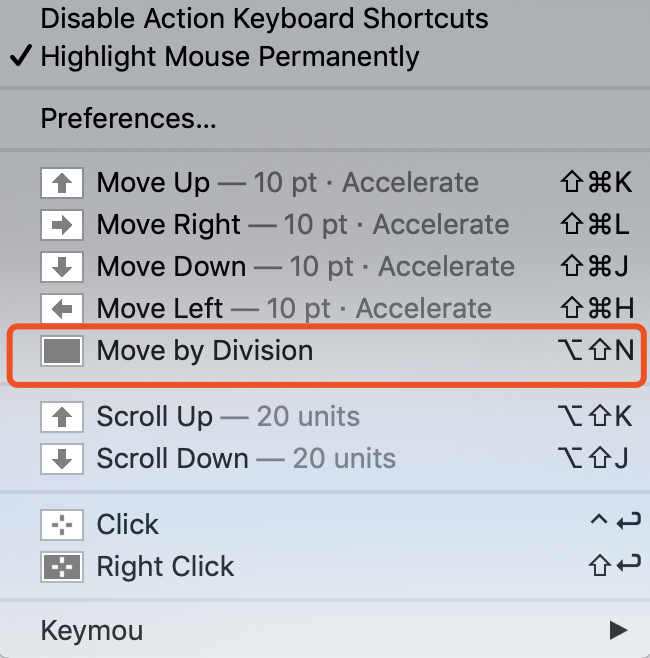 Disable Action Keyboard Shortcuts
✓ Highlight Mouse Permanently
Preferences...
Move Up — 10 pt · Accelerate ⇧⌘K
Move Right — 10 pt · Accelerate ⇧⌘L
Move Down — 10 pt · Accelerate ⇧⌘J
Move Left — 10 pt · Accelerate ⇧⌘H
Move by Division ⌥⇧N
Scroll Up — 20 units ⌥⇧K
Scroll Down — 20 units ⌥⇧J
Click ^↩
Right Click ⇧↩
Keymou ▶